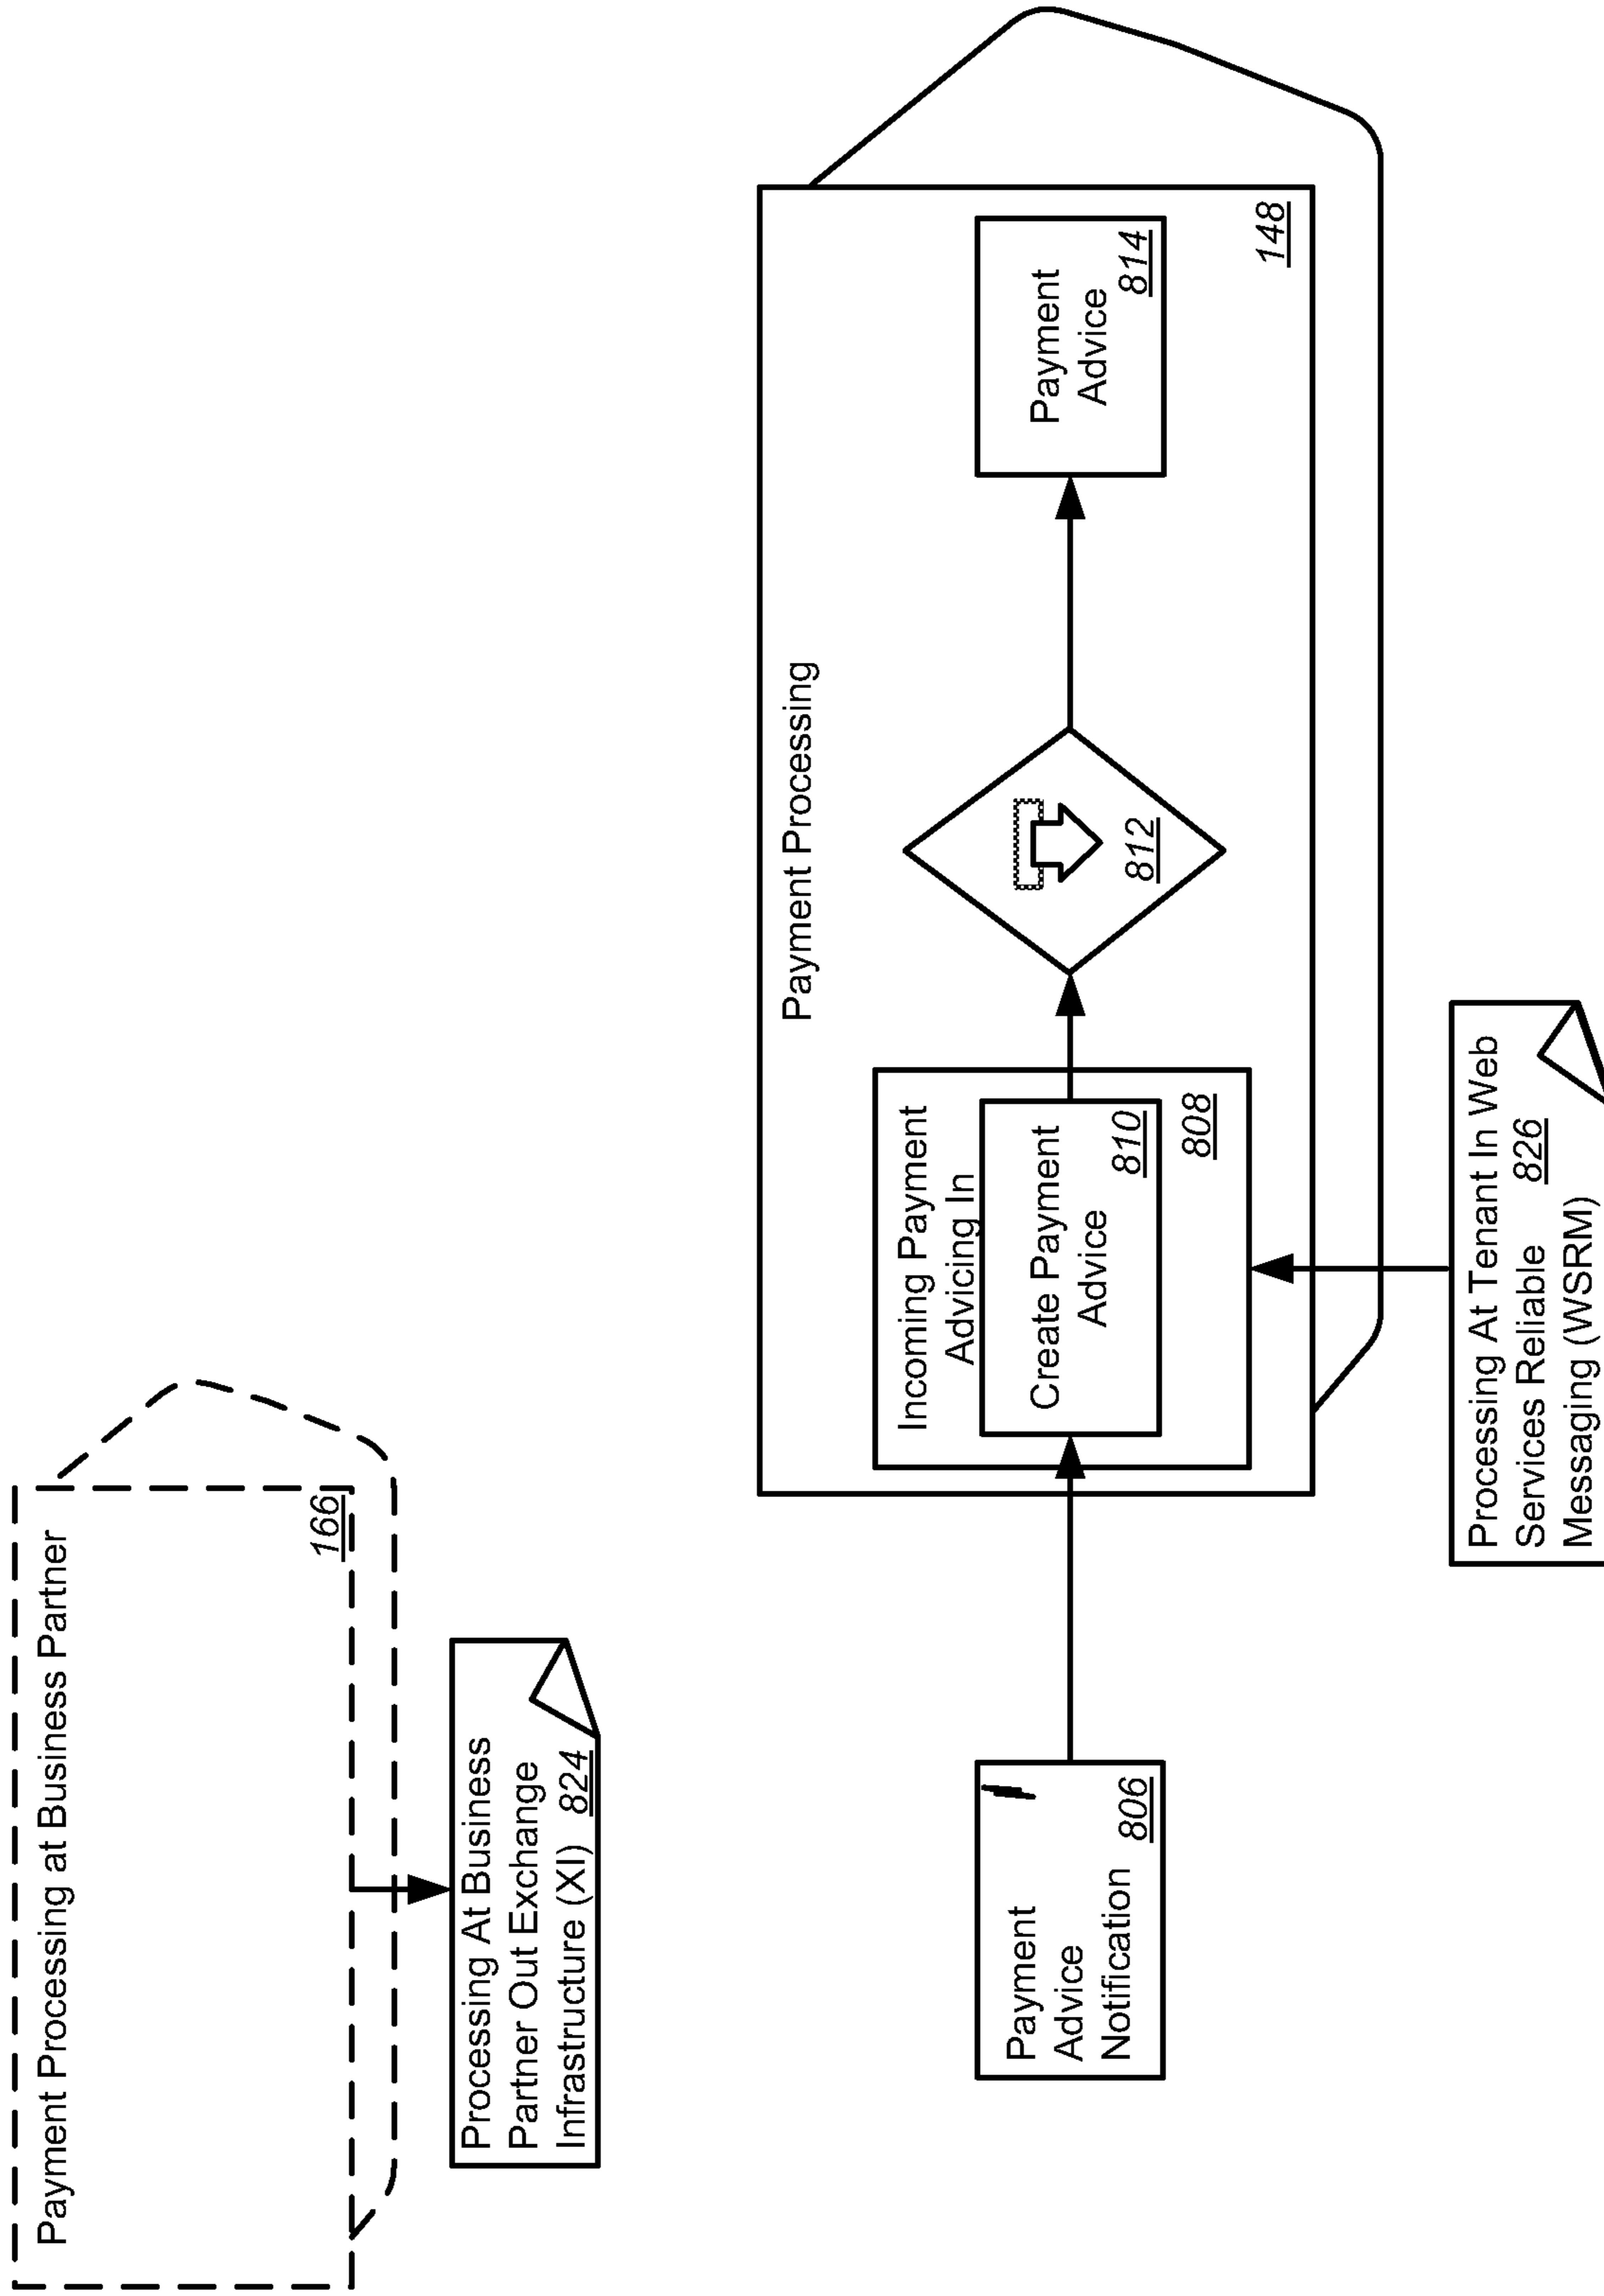 Payment Processing at Business Partner
166
Processing At Business
Partner Out Exchange
Infrastructure (XI) 824
Payment
Advice
Notification
806
Payment Processing
Incoming Payment
Advicing In
Create Payment
Advice
810
808
812
Payment
Advice
814
148
Processing At Tenant In Web
Services Reliable 826
Messaging (WSRM)